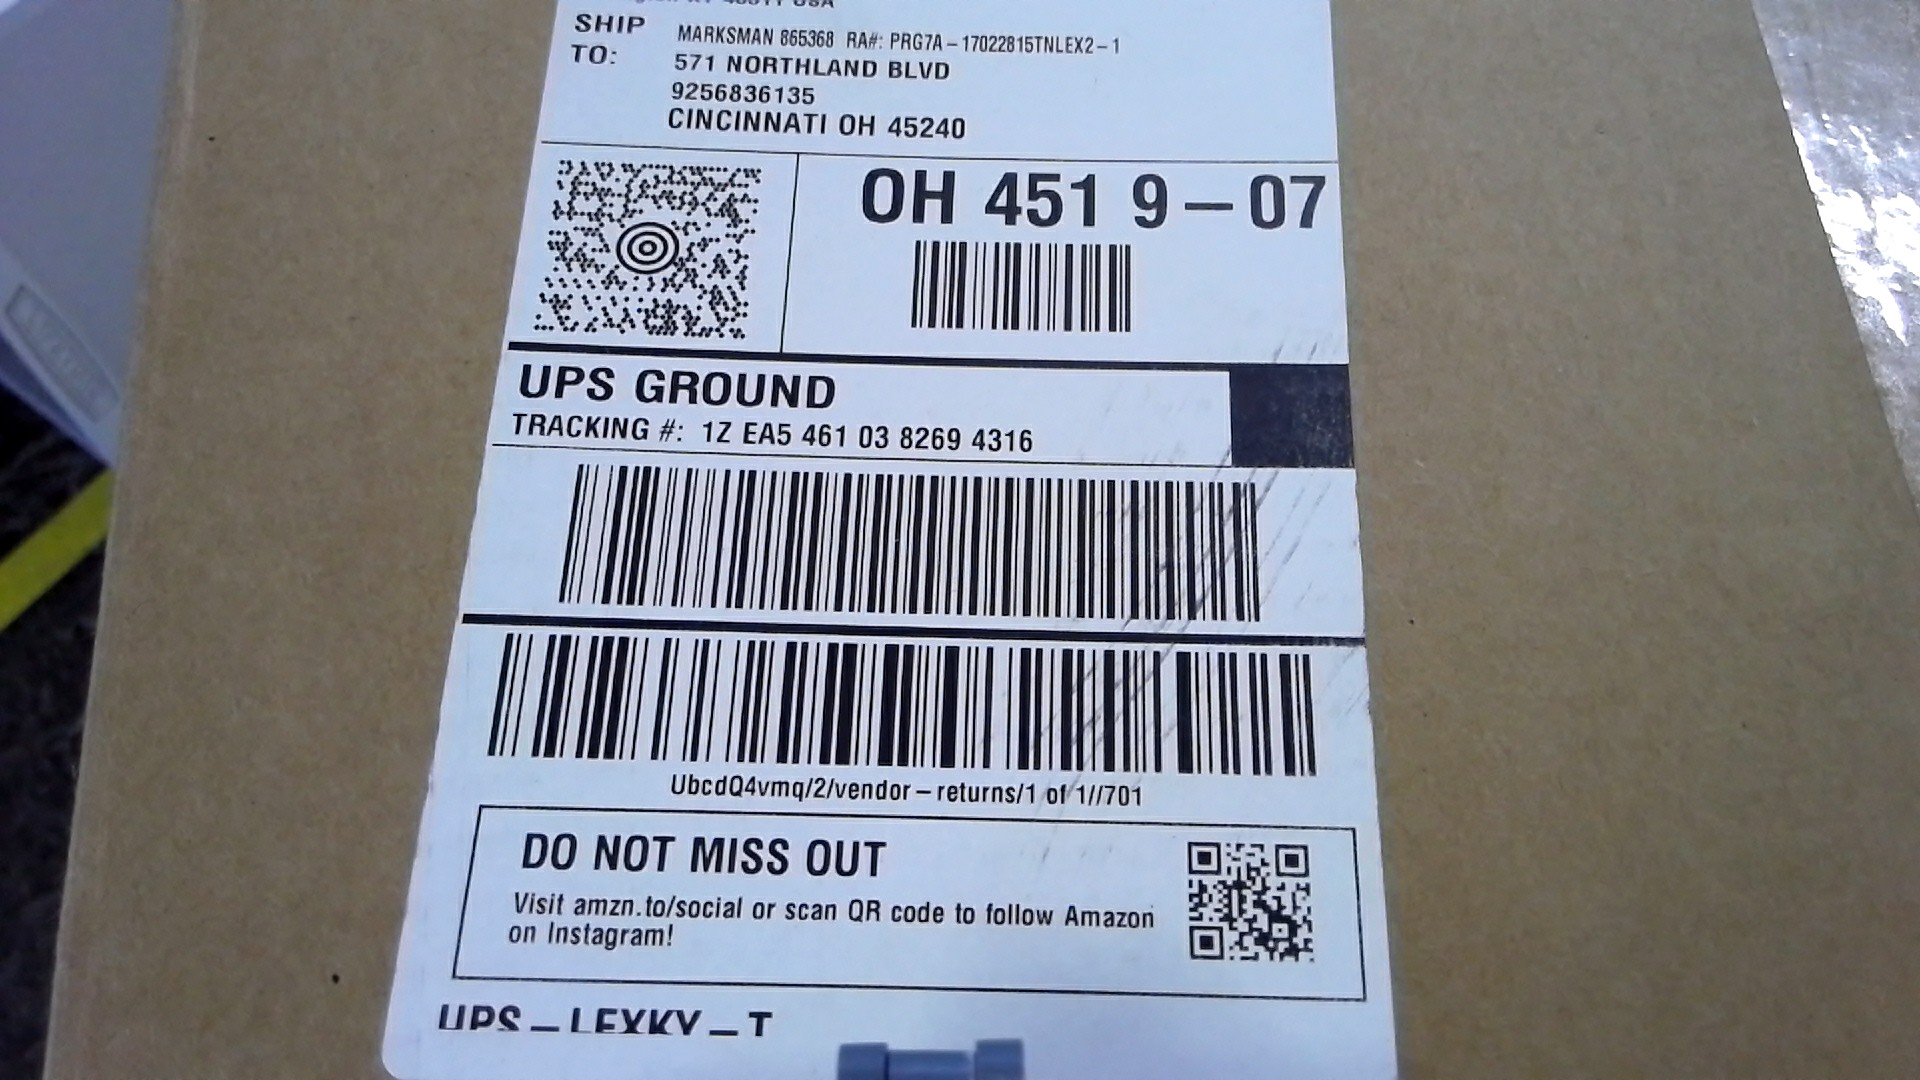 SHIP TO:
MARKSMAN 865368 RA#: PRG7A-17022815TNLEX2-1
571 NORTHLAND BLVD
9256836135
CINCINNATI OH 45240
OH 451 9-07
UPS GROUND
TRACKING #: 1Z EA5 461 03 8269 4316
UbcdQ4vmq/2/vendor-returns/1 of 1//701
DO NOT MISS OUT
Visit amzn.to/social or scan QR code to follow Amazon
on Instagram!
UPS-LEXKY-T